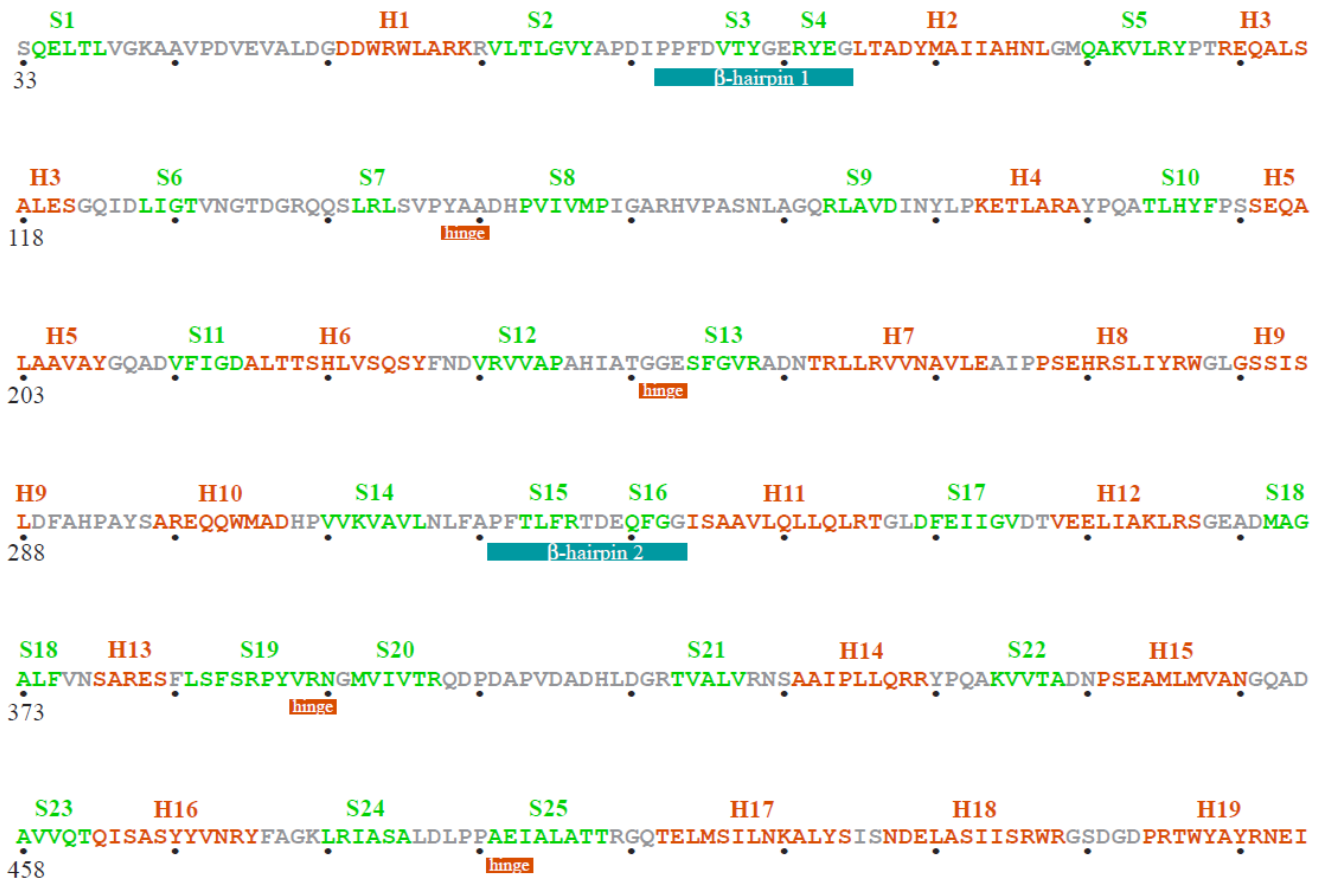 S1 H1 S2 S3 S4 H2 S5 H3
SQELTLVGKAAVPDVEVALDGDDWRWLARKRVLTLGVYAPDIPPFDVTYGERYEGLTADYMAIIAHNLGMQAKVLRYPTREQALS
33
β-hairpin 1
H3 S6 S7 S8 S9 H4 S10 H5
ALESGQIDLIGTVNGTDGRQQSLRLSVPYAADHPVIVMPIGARHVPASNLAGQRLAVDINYLPKETLARAYPQATLHYFPSSEQA
hinge
118
H5 S11 H6 S12 S13 H7 H8 H9
LAAVAYGQADVFIGDALTTSHLVSQSYFNDVRVVAPAHIATGGESFGVRADNTRLLRVVNAVLEAIPPSEHRSLIYRWGLGSSIS
hinge
203
H9 H10 S14 S15 S16 H11 S17 H12 S18
LDFAHPAYSAREQQWMADHPVVKVAVLNLFAPFTLFRTDEQFGGISAAVLQLLQLRTGLDFEIIGVDTVEELIAKLRSGEADMAG
288
β-hairpin 2
S18 H13 S19 S20 S21 H14 S22 H15
ALFVNSARESFLSFSRPYVRNGMVIVTRQDPDAPVDADHLDGRTVALVRNSAAIPLLQRRYPQAKVVTADNPSEAMLMVANGQAD
hinge
373
S23 H16 S24 S25 H17 H18 H19
AVVQTQISASYYVNRYFAGKLRIASALDLPPAEIALATTRGQTELMSILNKALYSISNDELASIISRWRGSDGDPRTWYAYRNEI
hinge
458